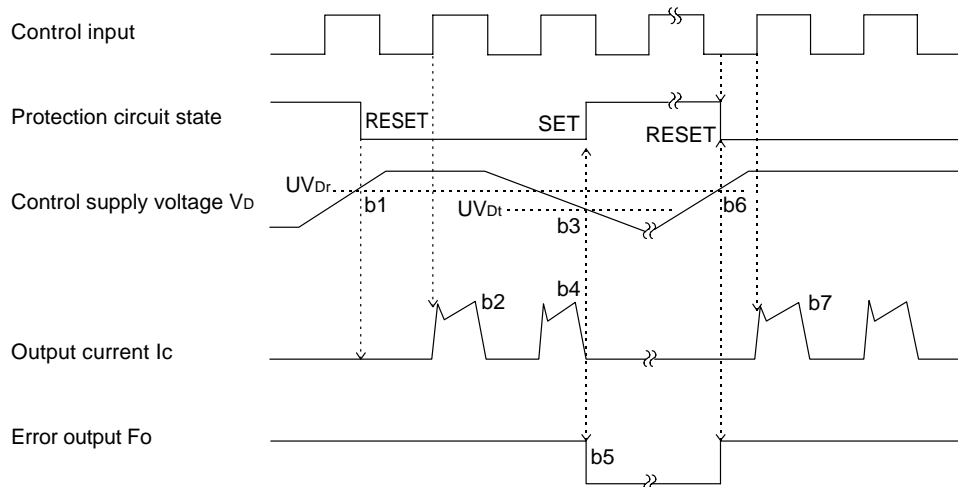 Control input
Protection circuit state
RESET
SET
RESET
Control supply voltage VD
UVDr
b1
UVDt
b3
b6
Output current Ic
b2
b4
b7
Error output Fo
b5